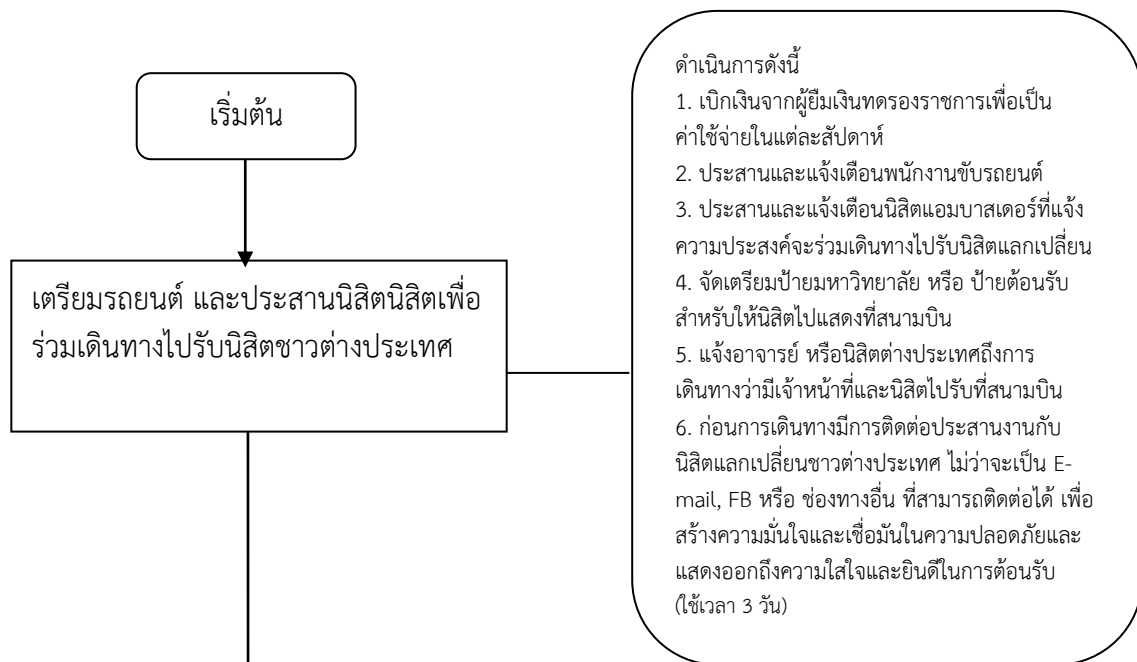 เริ่มต้น
เตรียมรถยนต์ และประสานนิสิตนิสิตเพื่อ
ร่วมเดินทางไปรับนิสิตชาวต่างประเทศ
ดำเนินการดังนี้
1. เบิกเงินจากผู้ยืมเงินทดรองราชการเพื่อเป็น
ค่าใช้จ่ายในแต่ละสัปดาห์
2. ประสานและแจ้งเตือนพนักงานขับรถยนต์
3. ประสานและแจ้งเตือนนิสิตแอมบาสเดอร์ที่แจ้ง
ความประสงค์จะร่วมเดินทางไปรับนิสิตแลกเปลี่ยน
4. จัดเตรียมป้ายมหาวิทยาลัย หรือ ป้ายต้อนรับ
สำหรับให้นิสิตไปแสดงที่สนามบิน
5. แจ้งอาจารย์ หรือนิสิตต่างประเทศถึงการ
เดินทางว่ามีเจ้าหน้าที่และนิสิตไปรับที่สนามบิน
6. ก่อนการเดินทางมีการติดต่อประสานงานกับ
นิสิตแลกเปลี่ยนชาวต่างประเทศ ไม่ว่าจะเป็น E-
mail, FB หรือ ช่องทางอื่น ที่สามารถติดต่อได้ เพื่อ
สร้างความมั่นใจและเชื่อมันในความปลอดภัยและ
แสดงออกถึงความใส่ใจและยินดีในการต้อนรับ
(ใช้เวลา 3 วัน)